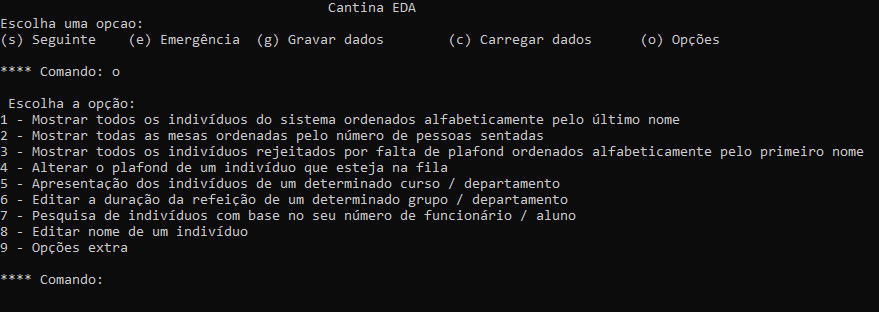 Cantina EDA
Escolha uma opcao:
(s) Seguinte    (e) Emergência  (g) Gravar dados        (c) Carregar dados      (o) Opções
**** Comando: o
Escolha a opção:
1 - Mostrar todos os indivíduos do sistema ordenados alfabeticamente pelo último nome
2 - Mostrar todas as mesas ordenadas pelo número de pessoas sentadas
3 - Mostrar todos os indivíduos rejeitados por falta de plafond ordenados alfabeticamente pelo primeiro nome
4 - Alterar o plafond de um indivíduo que esteja na fila
5 - Apresentação dos indivíduos de um determinado curso / departamento
6 - Editar a duração da refeição de um determinado grupo / departamento
7 - Pesquisa de indivíduos com base no seu número de funcionário / aluno
8 - Editar nome de um indivíduo
9 - Opções extra
**** Comando: